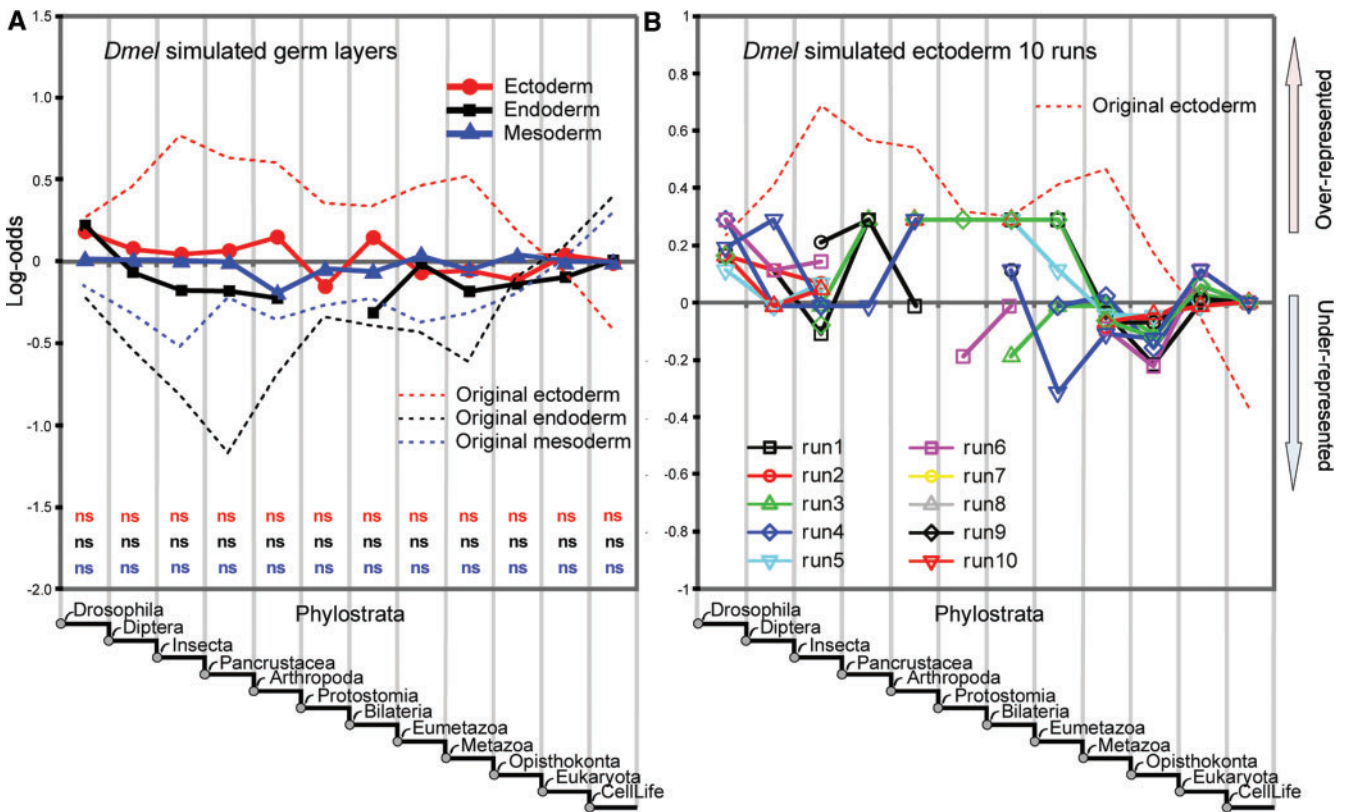 A
Dmel simulated germ layers
Ectoderm
Endoderm
Mesoderm
Log-odds
1.5
1.0
0.5
0
-0.5
-1.0
-1.5
-2.0
Original ectoderm
Original endoderm
Original mesoderm
ns ns ns ns ns ns ns ns ns ns ns ns
ns ns ns ns ns ns ns ns ns ns ns ns
ns ns ns ns ns ns ns ns ns ns ns ns
Phylostrata
Drosophila
Diptera
Insecta
Pancrustacea
Arthropoda
Protostomia
Bilateria
Eumetazoa
Metazoa
Opisthokonta
Eukaryota
CellLife
B
Dmel simulated ectoderm 10 runs
Original ectoderm
1
0.8
0.6
0.4
0.2
0
-0.2
-0.4
-0.6
-0.8
-1
run1
run2
run3
run4
run5
run6
run7
run8
run9
run10
Over-represented
Under-represented
Phylostrata
Drosophila
Diptera
Insecta
Pancrustacea
Arthropoda
Protostomia
Bilateria
Eumetazoa
Metazoa
Opisthokonta
Eukaryota
CellLife